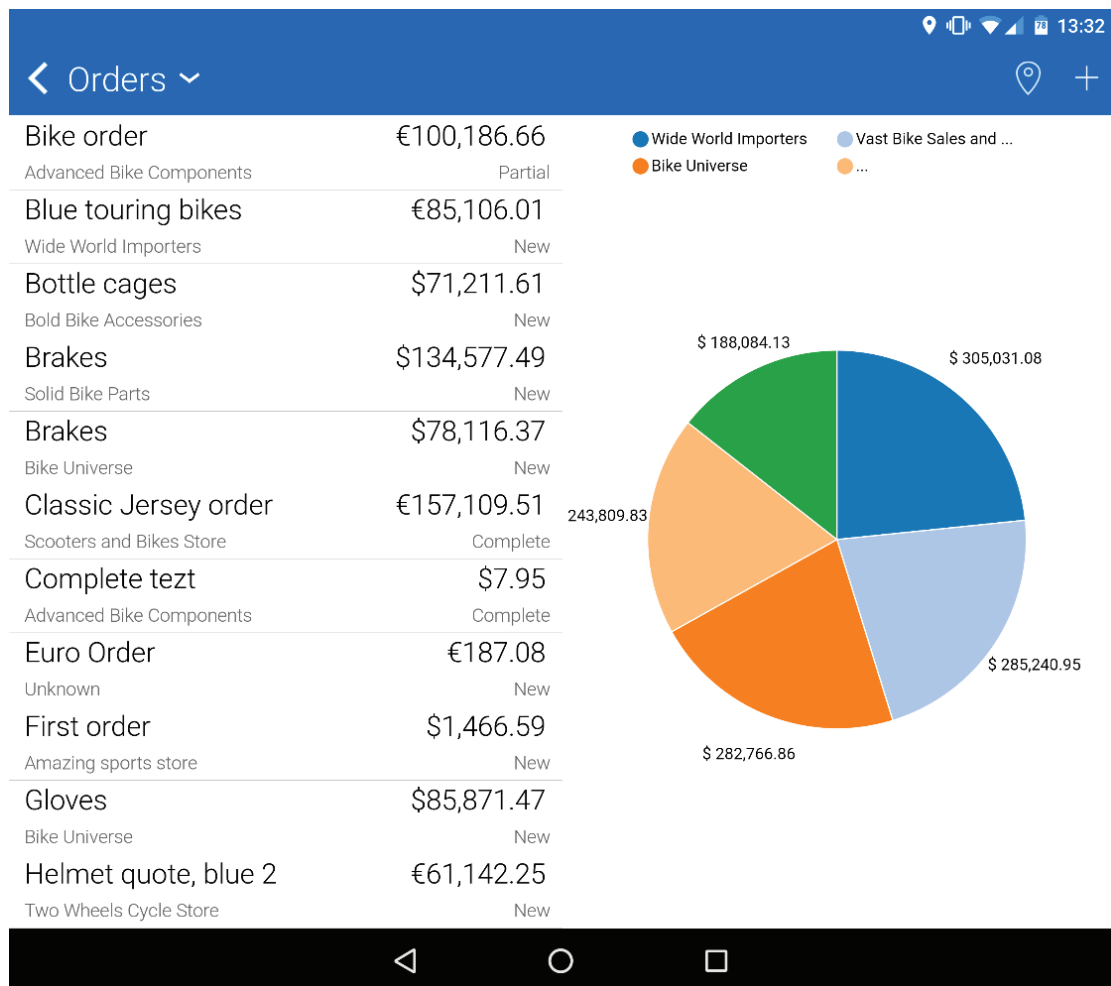 78 13:32
Orders
Bike order €100,186.66
Advanced Bike Components Partial
Blue touring bikes €85,106.01
Wide World Importers New
Bottle cages $71,211.61
Bold Bike Accessories New
Brakes $134,577.49
Solid Bike Parts New
Brakes $78,116.37
Bike Universe New
Classic Jersey order €157,109.51
Scooters and Bikes Store Complete
Complete tezt $7.95
Advanced Bike Components Complete
Euro Order €187.08
Unknown New
First order $1,466.59
Amazing sports store New
Gloves $85,871.47
Bike Universe New
Helmet quote, blue 2 €61,142.25
Two Wheels Cycle Store New
Wide World Importers Vast Bike Sales and ...
Bike Universe ...
$ 188,084.13
$ 305,031.08
243,809.83
$ 285,240.95
$ 282,766.86